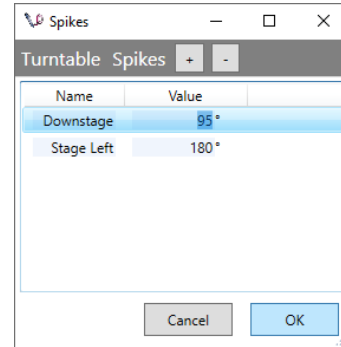 Spikes
Turntable Spikes + -
Name Value
Downstage 95 °
Stage Left 180 °
Cancel OK